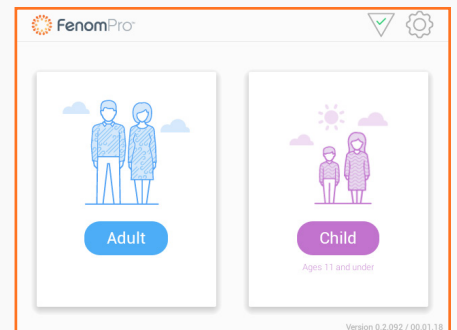 FenomPro
Adult
Child
Ages 11 and under
Version 0.2.092 / 00.01.18